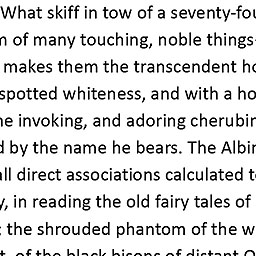 What skiff in tow of a seventy-fou
of many touching, noble things-
makes them the transcendent ho
spotted whiteness, and with a ho
invoking, and adoring cherubin
by the name he bears. The Albin
all direct associations calculated t
in reading the old fairy tales of
the shrouded phantom of the w
of the black bisons of distant O